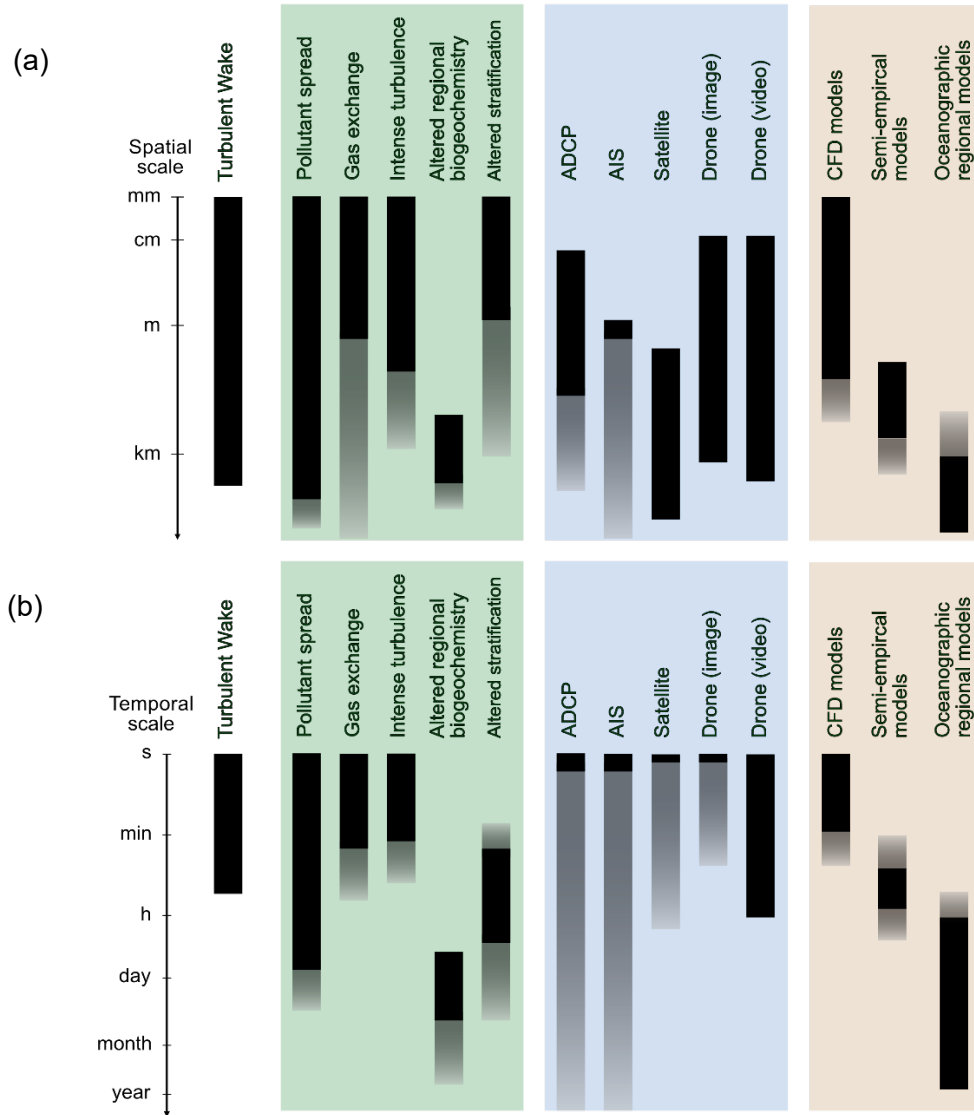 (a)
Spatial
scale
mm
cm
m
km
Turbulent Wake
Pollutant spread
Gas exchange
Intense turbulence
Altered regional
biogeochemistry
Altered stratification
ADCP
AIS
Satellite
Drone (image)
Drone (video)
CFD models
Semi-empircal
models
Oceanographic
regional models
(b)
Temporal
scale
s
min
h
day
month
year
Turbulent Wake
Pollutant spread
Gas exchange
Intense turbulence
Altered regional
biogeochemistry
Altered stratification
ADCP
AIS
Satellite
Drone (image)
Drone (video)
CFD models
Semi-empircal
models
Oceanographic
regional models